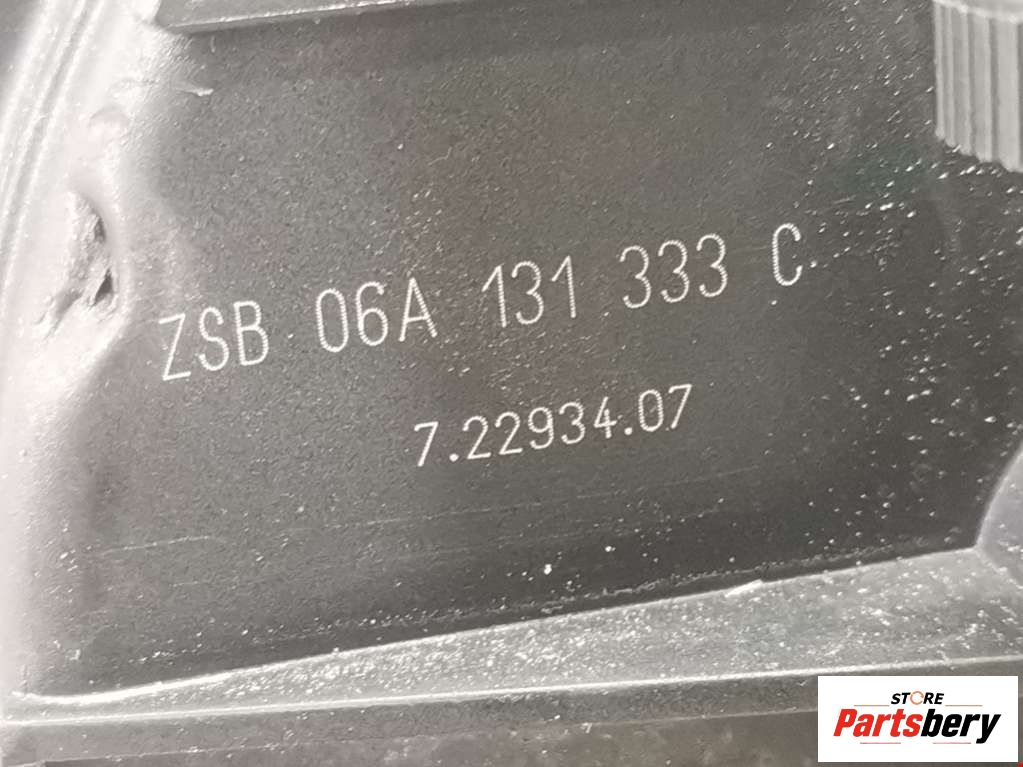 ZSB 06A 131 333 C
7.22934.07
STORE
Partsbery